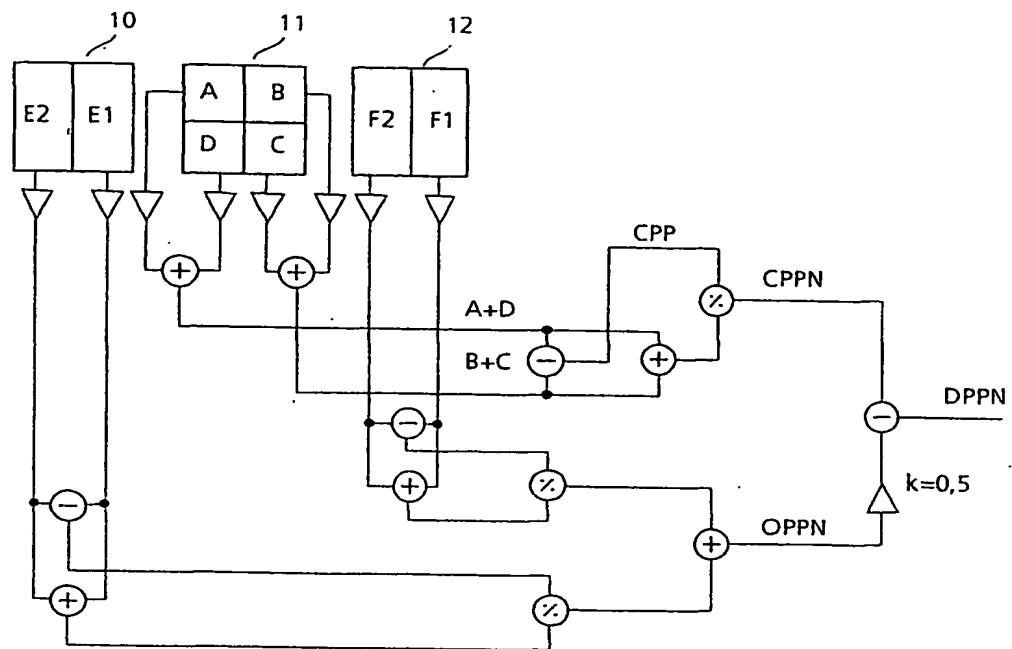 10 11 12
E2 E1 A B F2 F1
D C
+ +
CPP
% CPPN
A+D
B+C − +
− DPPN
−
+ % k=0,5
− OPPN
+
+ %